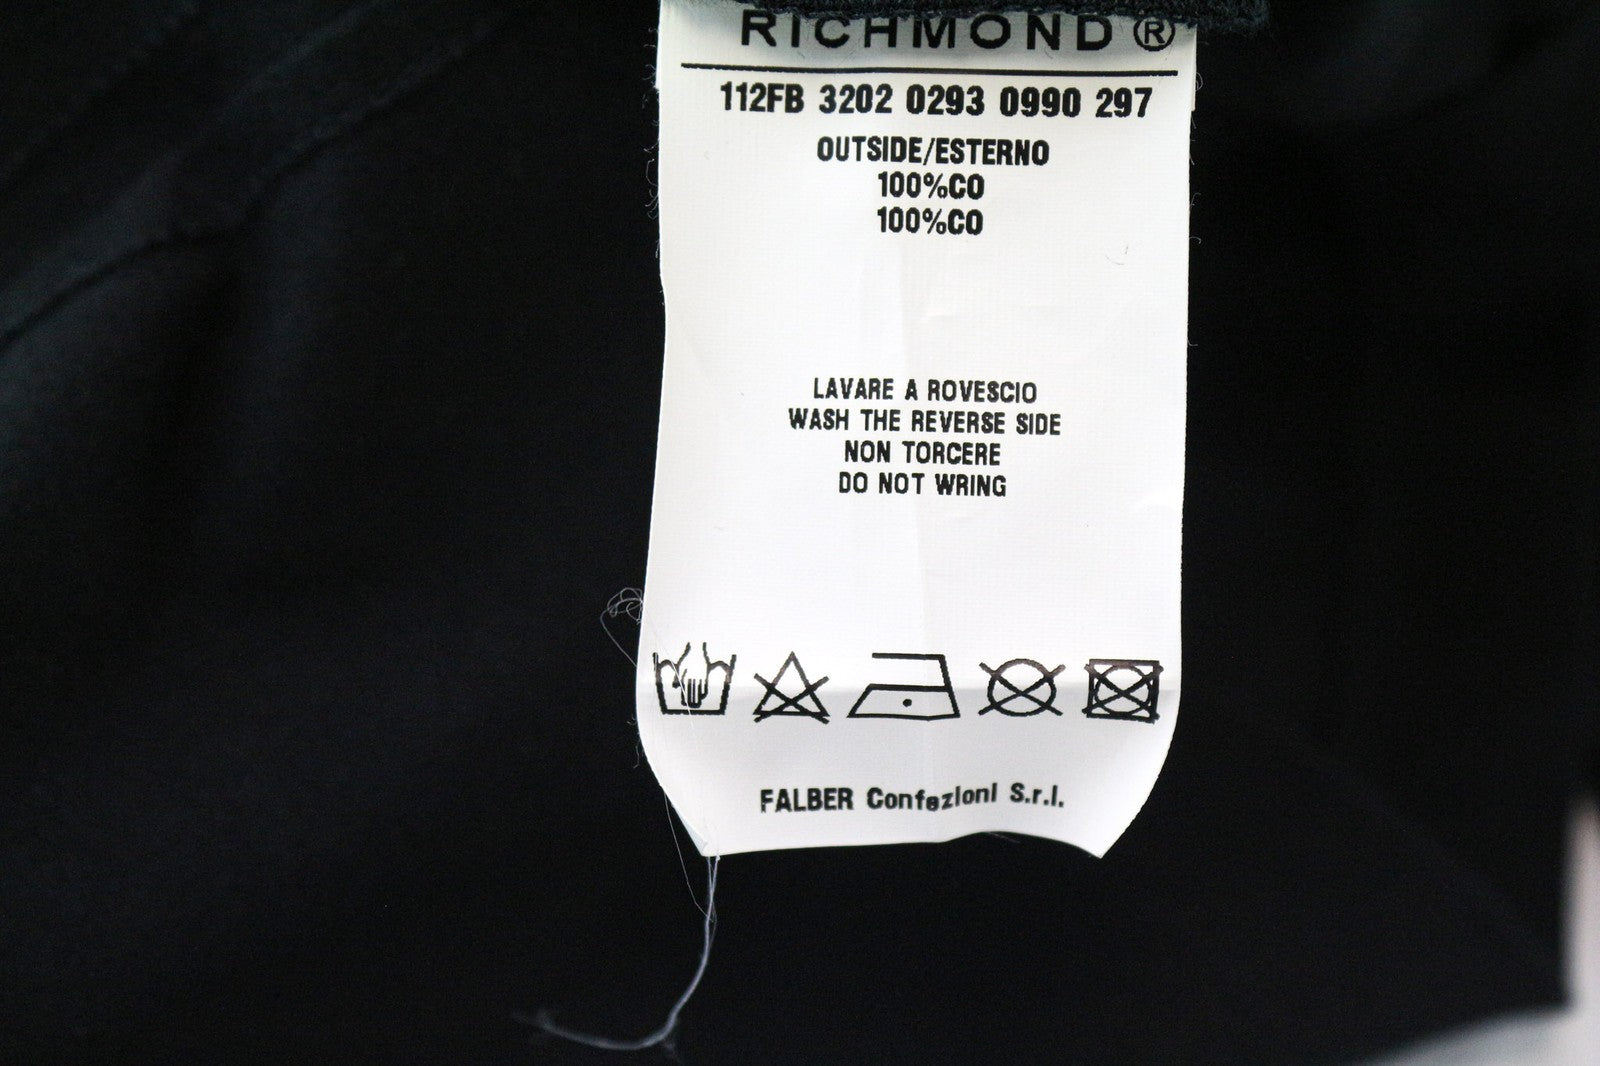 RICHMOND®
112FB 3202 0293 0990 297
OUTSIDE/ESTERNO
100%CO
100%CO
LAVARE A ROVESCIO
WASH THE REVERSE SIDE
NON TORCERE
DO NOT WRING
FALBER Confezioni S.r.l.